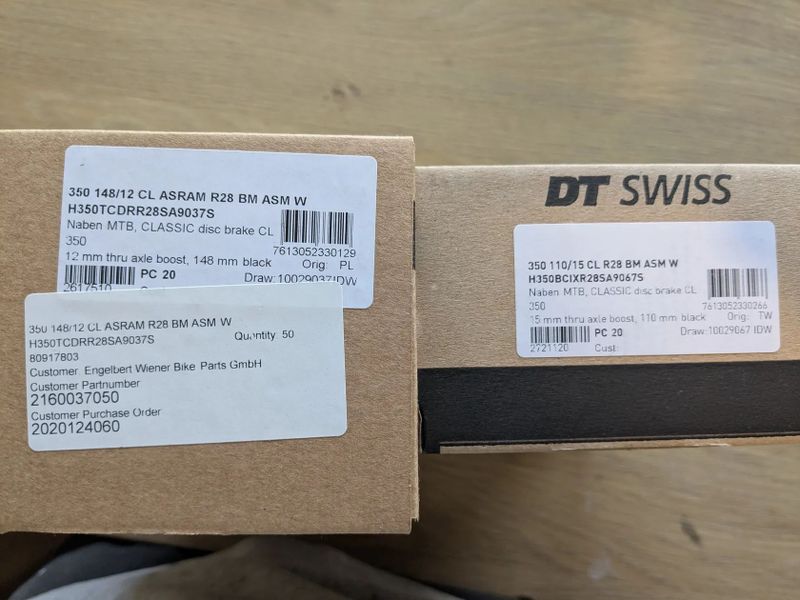 350 148/12 CL ASRAM R28 BM ASM W
H350TCDRR28SA9037S
Naben MTB, CLASSIC disc brake CL
350
7613052330129
12 mm thru axle boost, 148 mm black
Orig: PL
PC 20
Draw: 10029037IDW
2617510
350 148/12 CL ASRAM R28 BM ASM W
H350TCDRR28SA9037S
Quantity: 50
80917803
Customer Engelbert Wiener Bike Parts GmbH
Customer Partnumber
2160037050
Customer Purchase Order
2020124060
DT SWISS
350 110/15 CL R28 BM ASM W
H350BCIXR28SA9067S
Naben MTB, CLASSIC disc brake CL
350
7613052330266
15 mm thru axle boost, 110 mm black
Orig: TW
PC 20
Draw: 10029067 IDW
2721120
Cust: